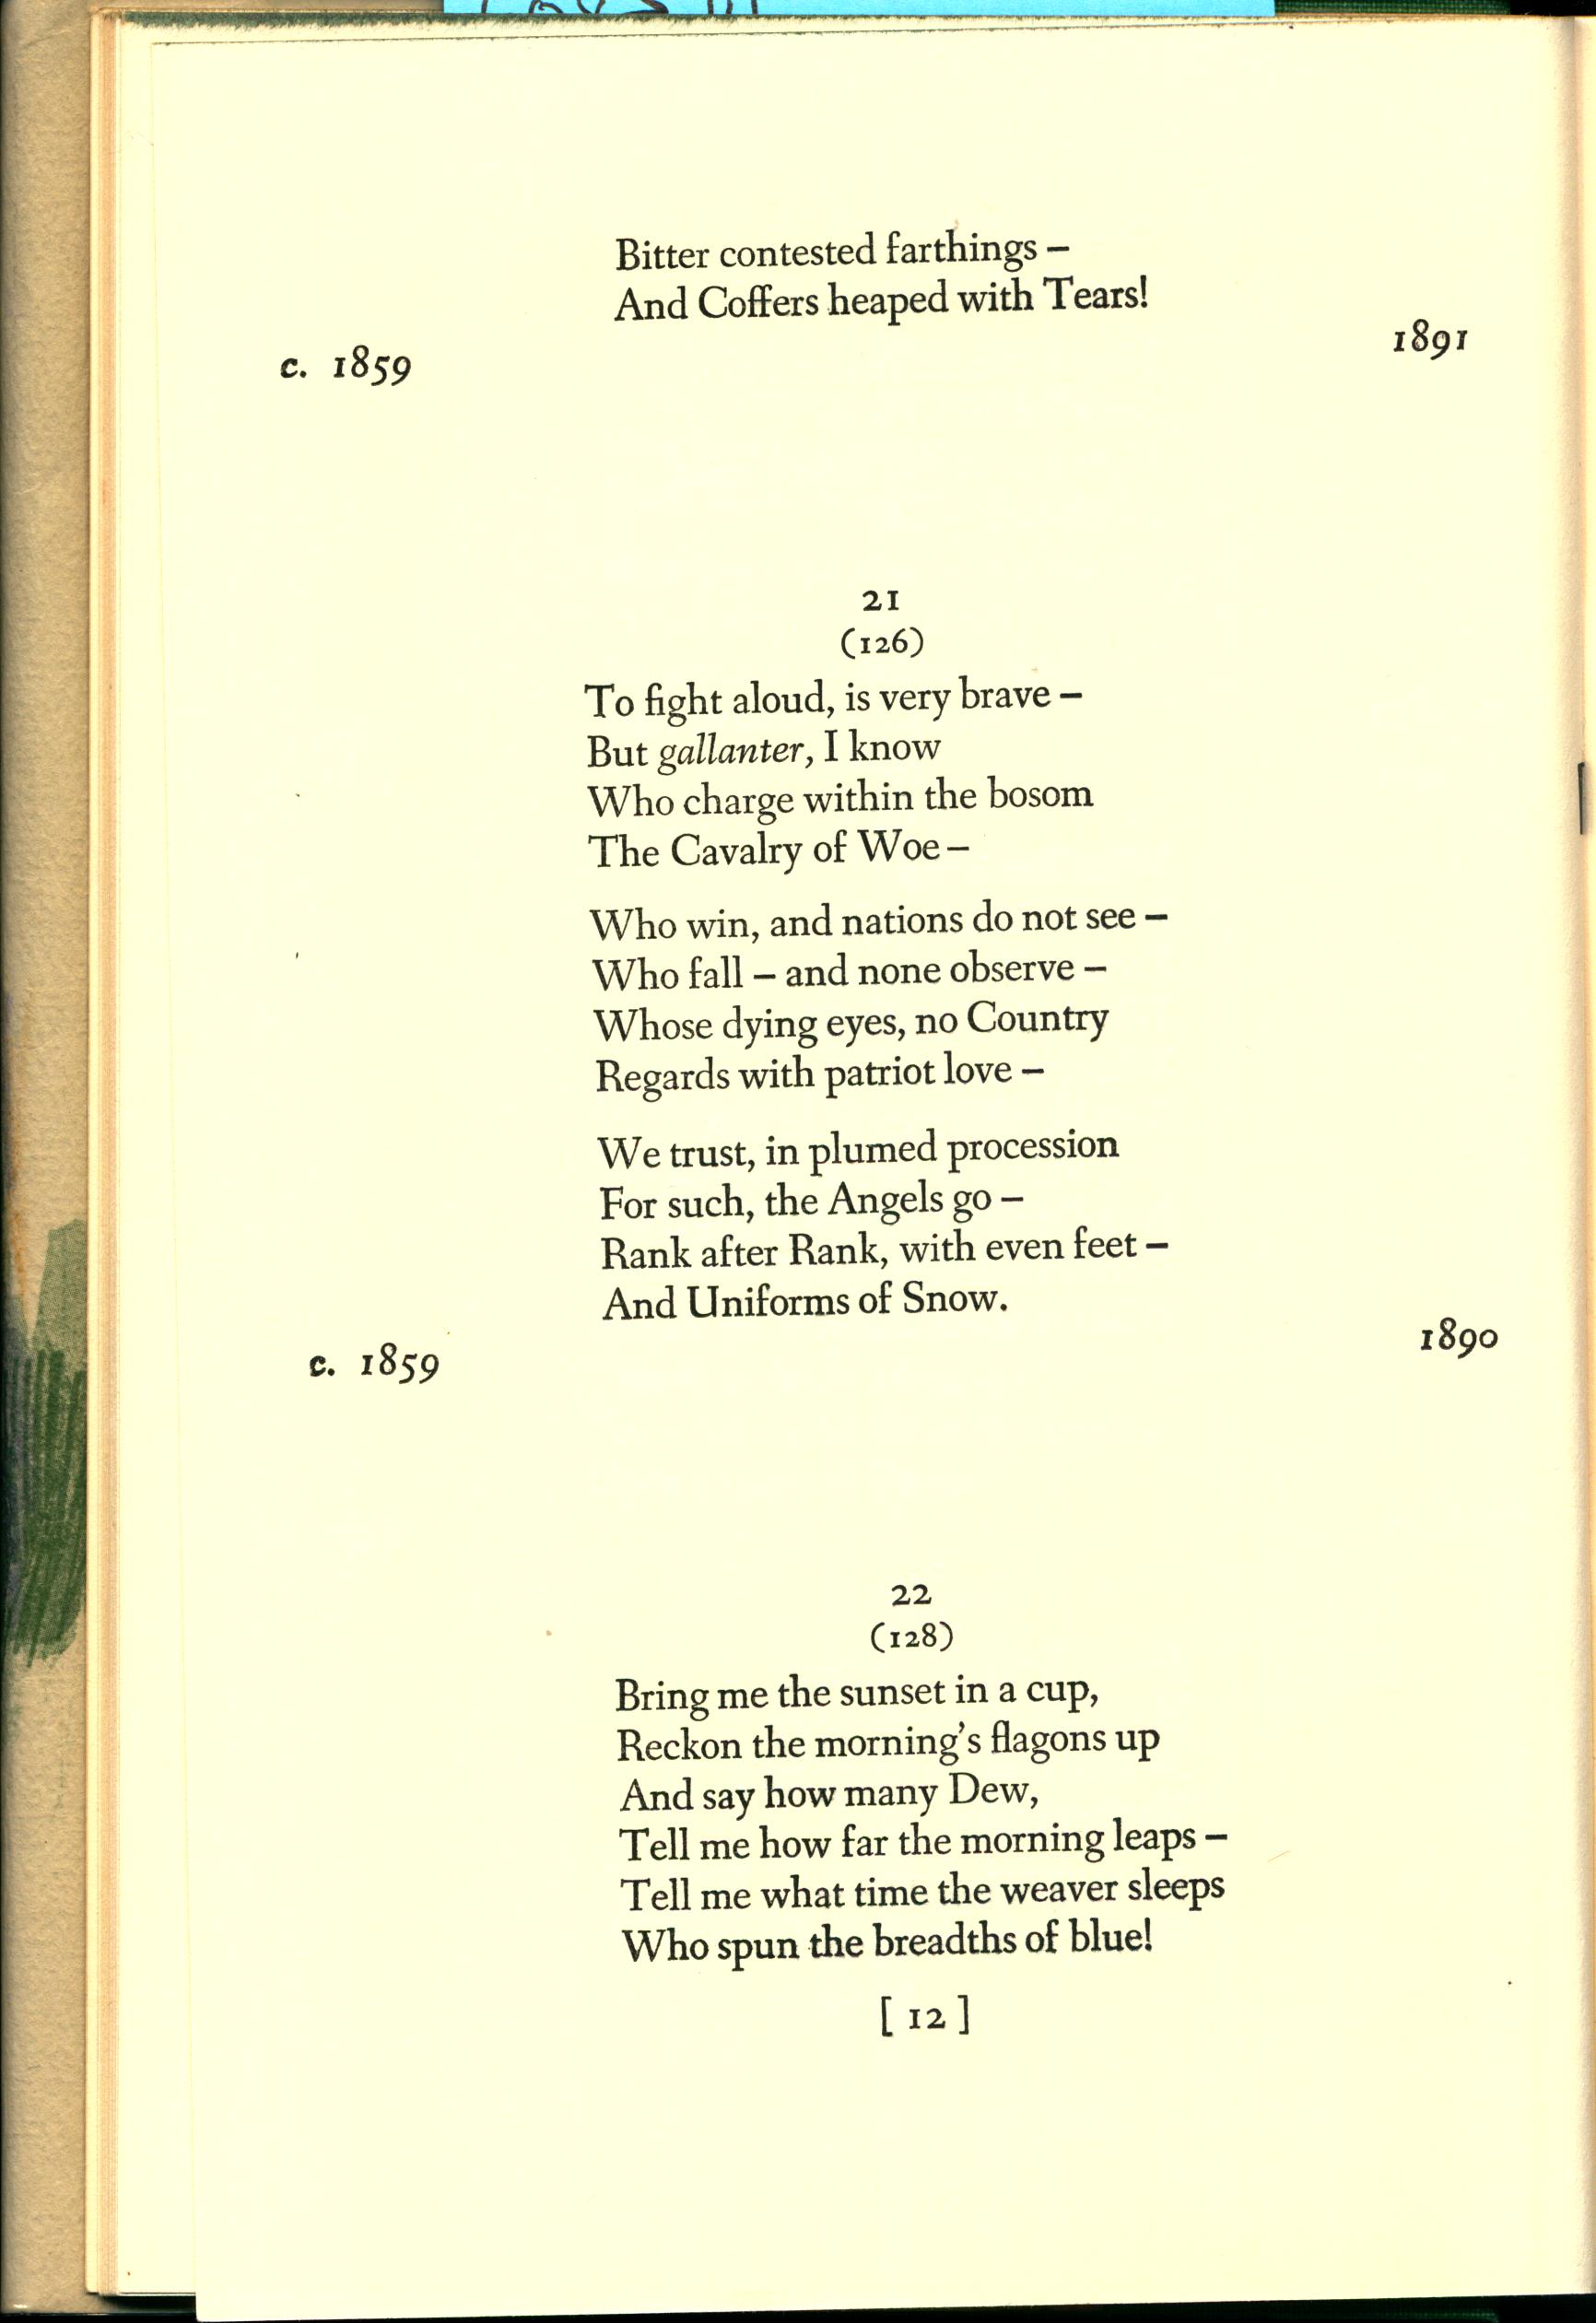 Bitter contested farthings –
And Coffers heaped with Tears!
c. 1859 1891
21
(126)
To fight aloud, is very brave –
But gallanter, I know
Who charge within the bosom
The Cavalry of Woe –
Who win, and nations do not see –
Who fall – and none observe –
Whose dying eyes, no Country
Regards with patriot love –
We trust, in plumed procession
For such, the Angels go –
Rank after Rank, with even feet –
And Uniforms of Snow.
c. 1859 1890
22
(128)
Bring me the sunset in a cup,
Reckon the morning's flagons up
And say how many Dew,
Tell me how far the morning leaps –
Tell me what time the weaver sleeps
Who spun the breadths of blue!
[ 12 ]